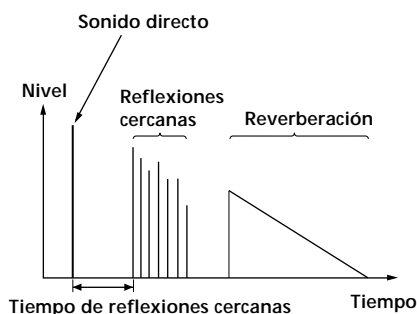 Sonido directo
Nivel
Reflexiones
cercanas
Reverberación
Tiempo de reflexiones cercanas
Tiempo